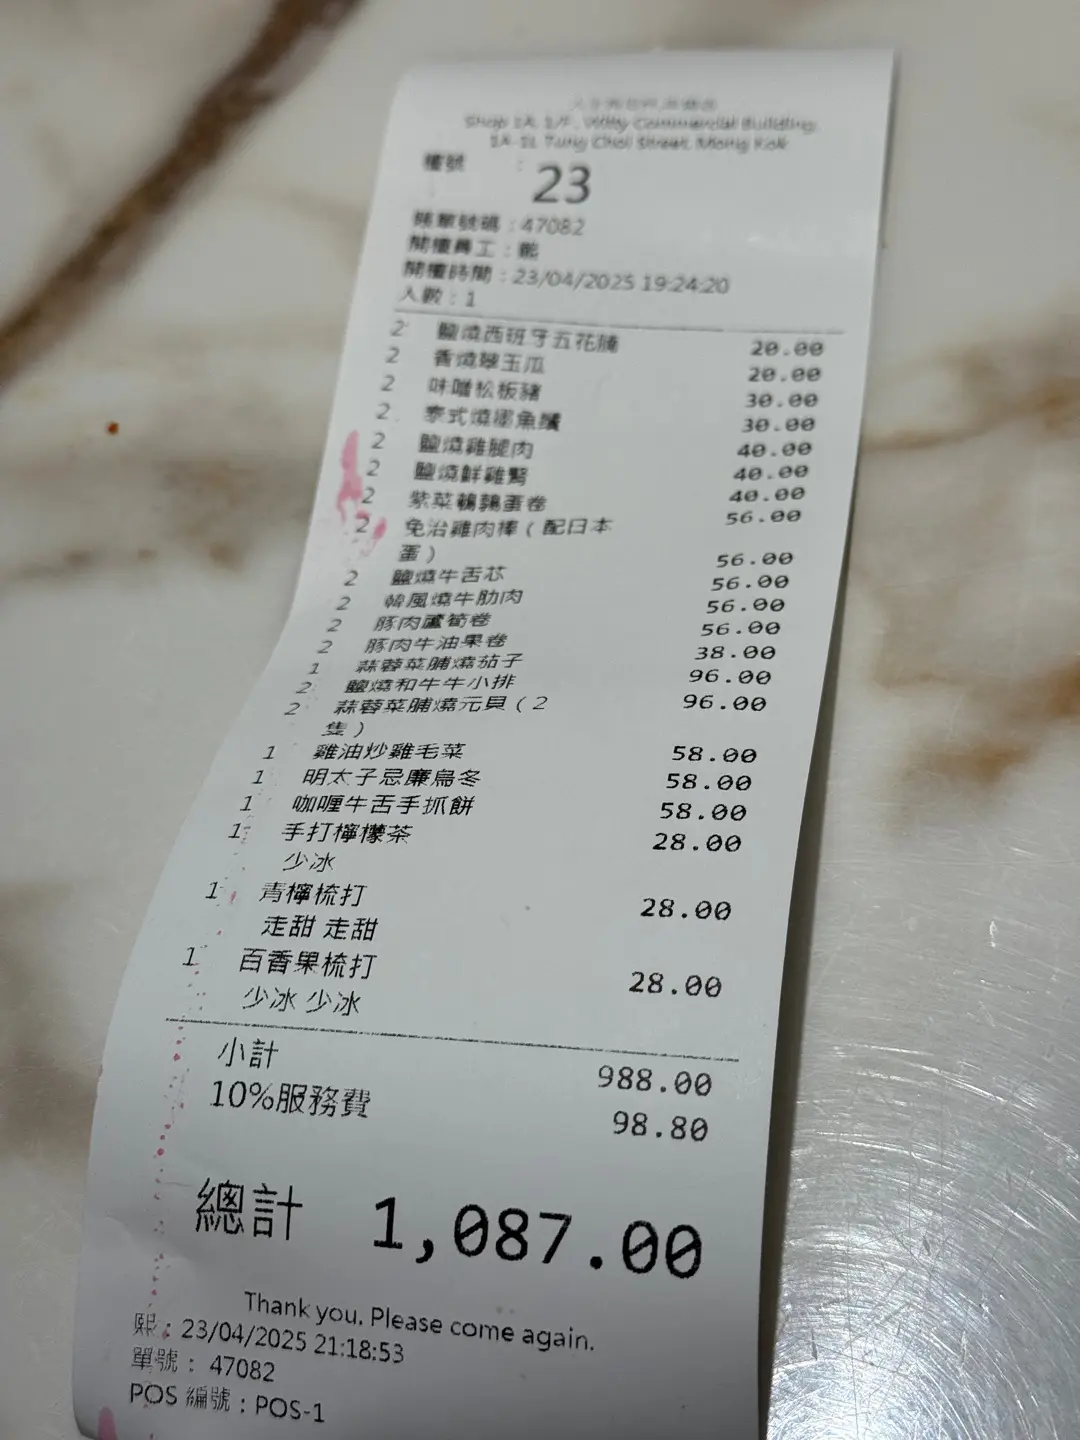 Shop 1A, 1/F., Witty Commercial Building,
1A-1L Tung Choi Street, Mong Kok
檯號 : 23
賬單號碼 : 47082
開檯員工 : 熙
開檯時間 : 23/04/2025 19:24:20
人數 : 1
2 鹽燒西班牙五花腩 20.00
2 香燒翠玉瓜 20.00
2 味噌松板豬 30.00
2 泰式燒墨魚鬚 30.00
2 鹽燒雞腿肉 40.00
2 鹽燒鮮雞腎 40.00
2 紫菜鵪鶉蛋卷 40.00
2 免治雞肉棒（配日本 56.00
蛋）
2 鹽燒牛舌芯 56.00
2 韓風燒牛肋肉 56.00
2 豚肉蘆筍卷 56.00
2 豚肉牛油果卷 56.00
1 蒜蓉菜脯燒茄子 38.00
2 鹽燒和牛牛小排 96.00
2 蒜蓉菜脯燒元貝（2 96.00
隻）
1 雞油炒雞毛菜 58.00
1 明太子忌廉烏冬 58.00
1 咖喱牛舌手抓餅 58.00
1 手打檸檬茶 28.00
少冰
1 青檸梳打 28.00
走甜 走甜
1 百香果梳打 28.00
少冰 少冰
小計 988.00
10%服務費 98.80
總計 1,087.00
Thank you. Please come again.
熙 : 23/04/2025 21:18:53
單號 : 47082
POS 編號 : POS-1